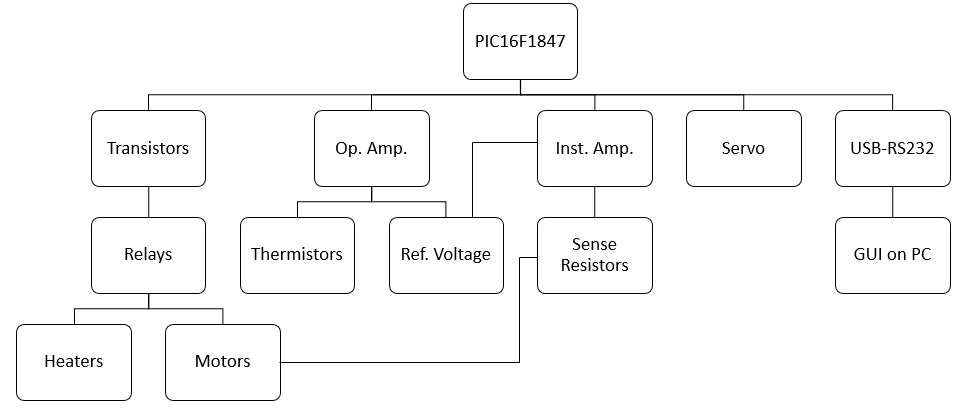 PIC16F1847
Transistors
Op. Amp.
Inst. Amp.
Servo
USB-RS232
Relays
Thermistors
Ref. Voltage
Sense
Resistors
GUI on PC
Heaters
Motors